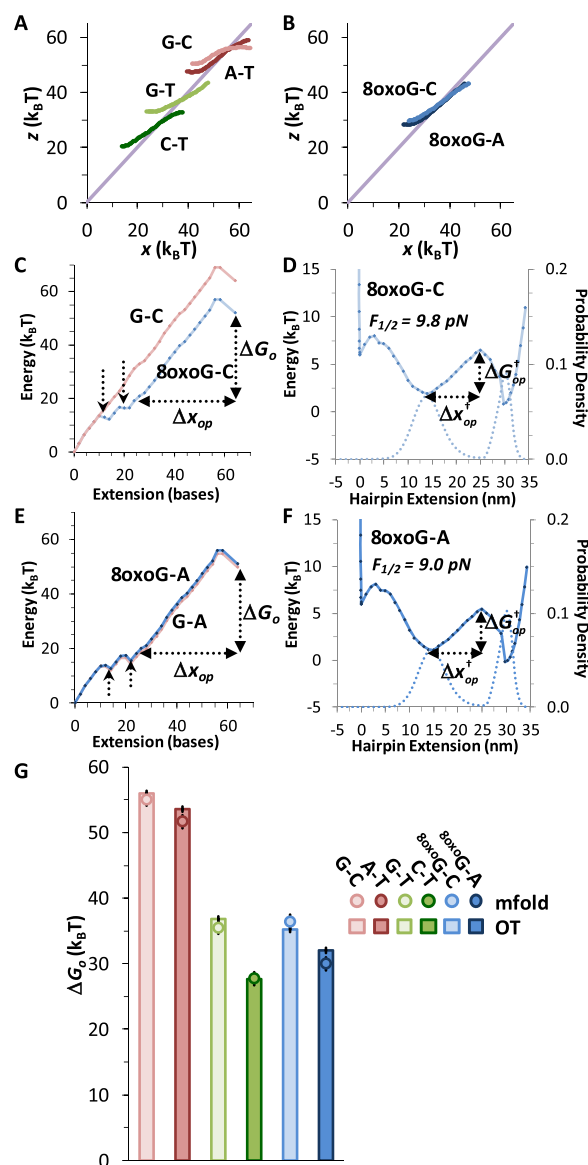 A
60
40
20
0
z (kBT)
G-C
A-T
G-T
C-T
0 20 40 60
x (kBT)
B
60
40
20
0
z (kBT)
8oxoG-C
8oxoG-A
0 20 40 60
x (kBT)
C
60
40
20
0
Energy (kBT)
G-C
8oxoG-C
ΔGo
Δxop
0 20 40 60
Extension (bases)
D
15
10
5
0
-5
Energy (kBT)
8oxoG-C
F1/2 = 9.8 pN
ΔG†op
Δx†op
0.2
0.1
0.0
Probability Density
-5 0 5 10 15 20 25 30 35
Hairpin Extension (nm)
E
60
40
20
0
Energy (kBT)
8oxoG-A
G-A
ΔGo
Δxop
0 20 40 60
Extension (bases)
F
15
10
5
0
-5
Energy (kBT)
8oxoG-A
F1/2 = 9.0 pN
ΔG†op
Δx†op
0.2
0.1
0.0
Probability Density
-5 0 5 10 15 20 25 30 35
Hairpin Extension (nm)
G
60
50
40
30
20
10
0
ΔGo (kBT)
G-C
A-T
G-T
C-T
8oxoG-C
8oxoG-A
mfold
OT